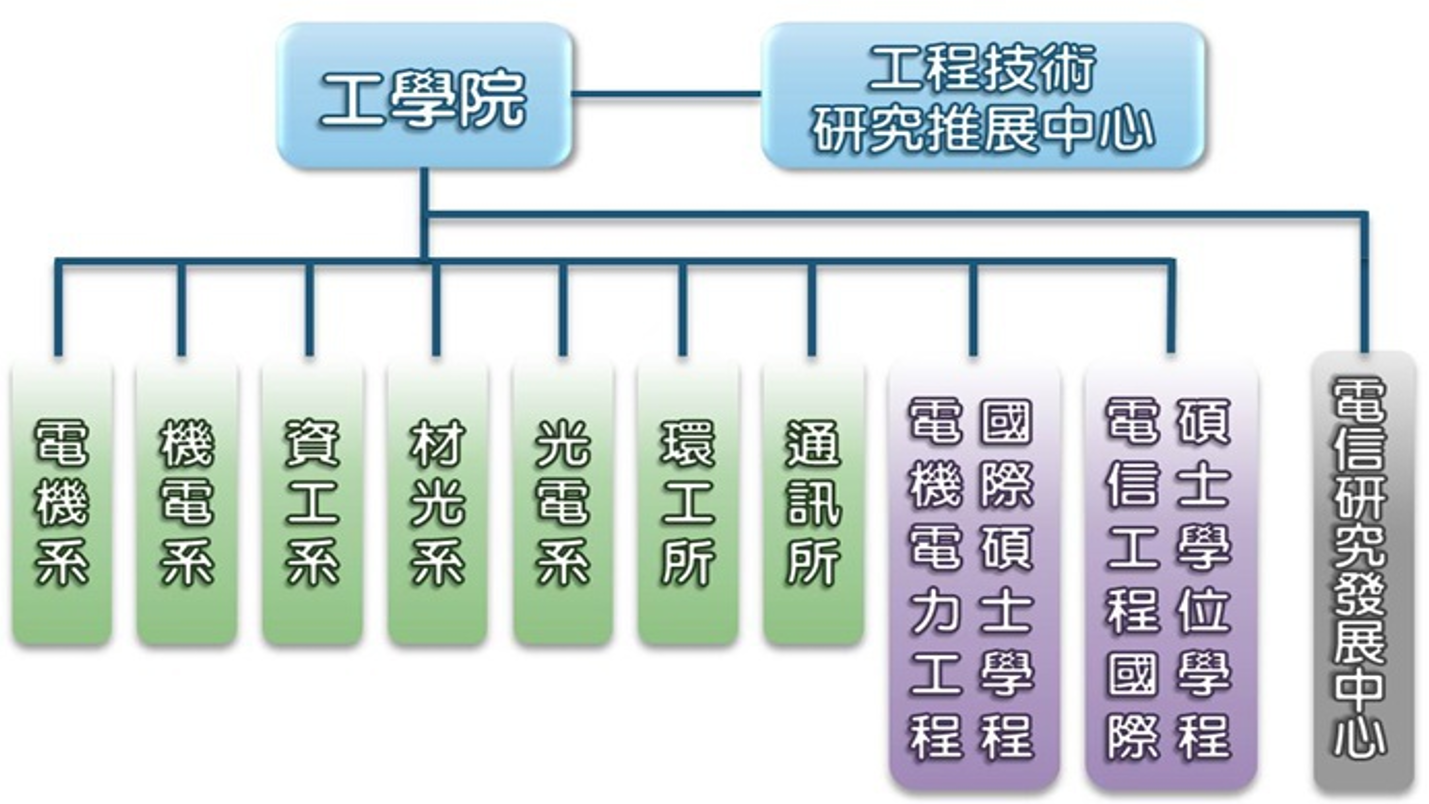 工學院
工程技術
研究推展中心
電機系
機電系
資工系
材光系
光電系
環工所
通訊所
電機電力工程
國際碩士學程
電信工程國際
碩士學位學程
電信研究發展中心